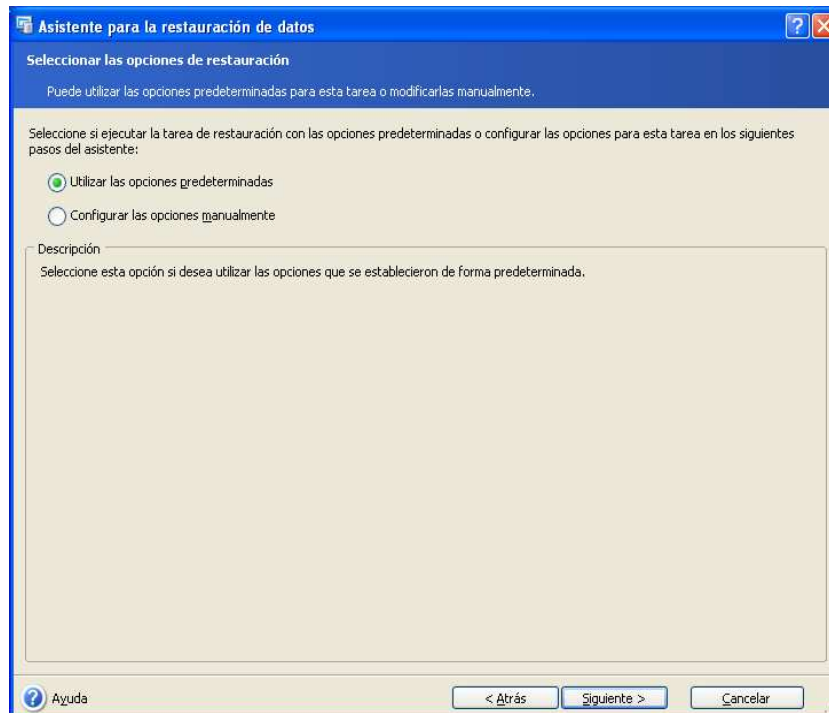 Asistente para la restauración de datos
Seleccionar las opciones de restauración
Puede utilizar las opciones predeterminadas para esta tarea o modificarlas manualmente.
Seleccione si ejecutar la tarea de restauración con las opciones predeterminadas o configurar las opciones para esta tarea en los siguientes
pasos del asistente:
Utilizar las opciones predeterminadas
Configurar las opciones manualmente
Descripción
Seleccione esta opción si desea utilizar las opciones que se establecieron de forma predeterminada.
Ayuda
< Atrás
Siguiente >
Cancelar